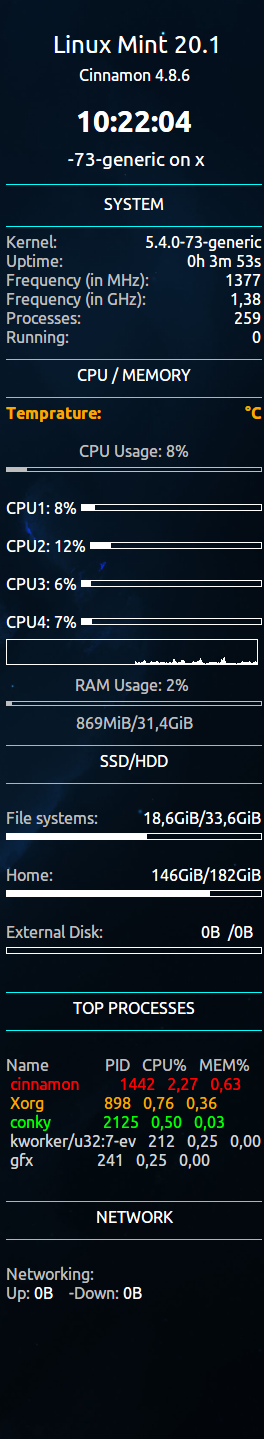 Linux Mint 20.1
Cinnamon 4.8.6
10:22:04
-73-generic on x
SYSTEM
Kernel: 5.4.0-73-generic
Uptime: 0h 3m 53s
Frequency (in MHz): 1377
Frequency (in GHz): 1,38
Processes: 259
Running: 0
CPU / MEMORY
Temprature: °C
CPU Usage: 8%
CPU1: 8%
CPU2: 12%
CPU3: 6%
CPU4: 7%
RAM Usage: 2%
869MiB/31,4GiB
SSD/HDD
File systems: 18,6GiB/33,6GiB
Home: 146GiB/182GiB
External Disk: 0B /0B
TOP PROCESSES
Name PID CPU% MEM%
cinnamon 1442 2,27 0,63
Xorg 898 0,76 0,36
conky 2125 0,50 0,03
kworker/u32:7-ev 212 0,25 0,00
gfx 241 0,25 0,00
NETWORK
Networking:
Up: 0B -Down: 0B